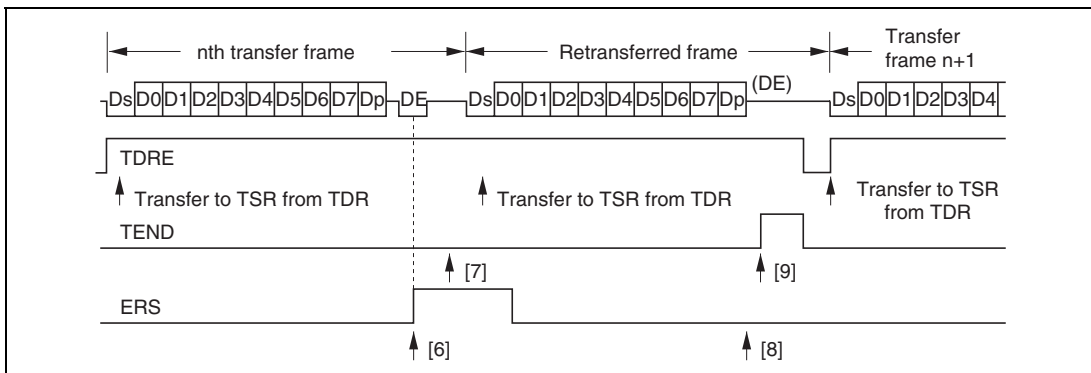 nth transfer frame
Retransferred frame
Transfer
frame n+1
Ds D0 D1 D2 D3 D4 D5 D6 D7 Dp DE
Ds D0 D1 D2 D3 D4 D5 D6 D7 Dp
(DE)
Ds D0 D1 D2 D3 D4
TDRE
Transfer to TSR from TDR
Transfer to TSR from TDR
Transfer to TSR
from TDR
TEND
[7]
[9]
ERS
[6]
[8]